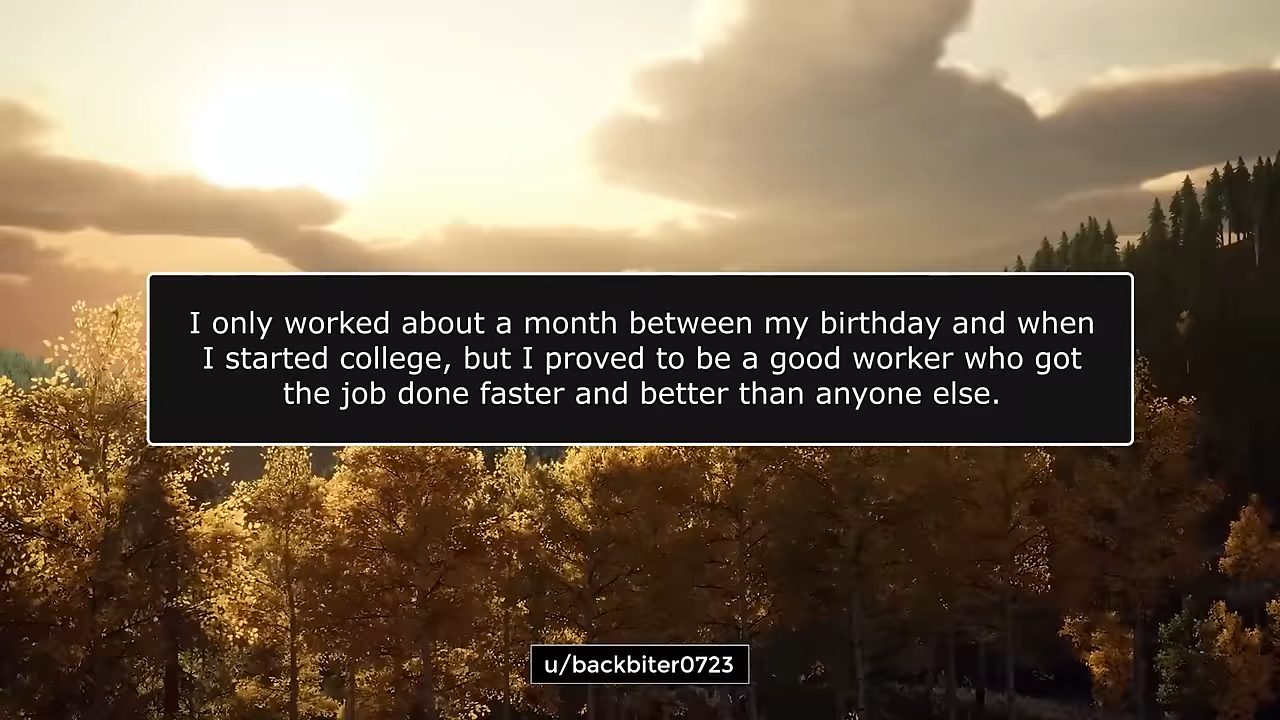 I only worked about a month between my birthday and when
I started college, but I proved to be a good worker who got
the job done faster and better than anyone else.
u/backbiter0723